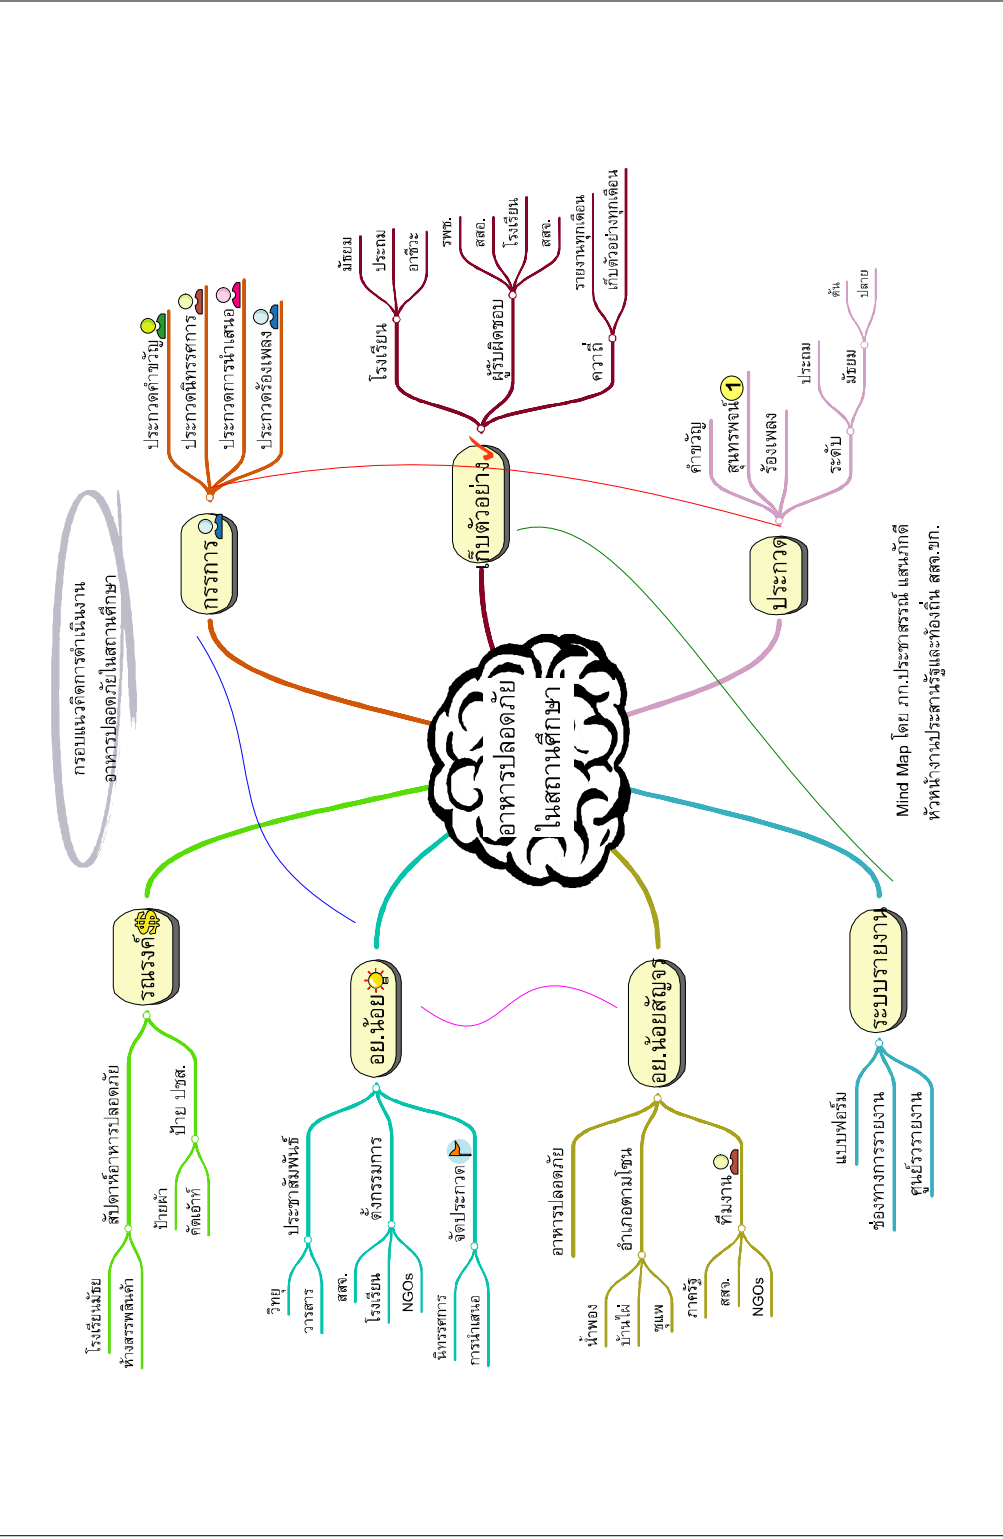 กรอบแนวคิดการดำเนินงาน
อาหารปลอดภัยในสถานศึกษา
อาหารปลอดภัย
ในสถานศึกษา
กรรการ
ประกวดคำขวัญ
ประกวดนิทรรศการ
ประกวดการนำเสนอ
ประกวดร้องเพลง
เก็บตัวอย่าง
โรงเรียน
มัธยม
ประถม
อาชีวะ
ผู้รับผิดชอบ
รพช.
สสอ.
โรงเรียน
สสจ.
ควาถี่
รายงานทุกเดือน
เก็บตัวอย่างทุกเดือน
ประกวด
คำขวัญ
สุนทรพจน์
1
ร้องเพลง
ระดับ
ประถม
มัธยม
ต้น
ปลาย
รณรงค์
สัปดาห์อาหารปลอดภัย
โรงเรียนมัธย
ห้างสรรพสินค้า
ป้าย ปชส.
ป้ายผ้า
คัตเอ้าท์
อย.น้อย
ประชาสัมพันธ์
วิทยุ
วารสาร
ตั้งกรรมการ
สสจ.
โรงเรียน
NGOs
จัดประกวด
นิทรรศการ
การนำเสนอ
อย.น้อยสัญจร
อาหารปลอดภัย
อำเภอตามโซน
น้ำพอง
บ้านไผ่
ชุแพ
ทีมงาน
ภาครัฐ
สสจ.
NGOs
ระบบรายงาน
แบบฟอร์ม
ช่องทางการรายงาน
ศูนย์รวรายงาน
Mind Map โดย ภก.ประชาสรรณ์ แสนภักดี
หัวหน้างานประสานรัฐและท้องถิ่น สสจ.ขก.